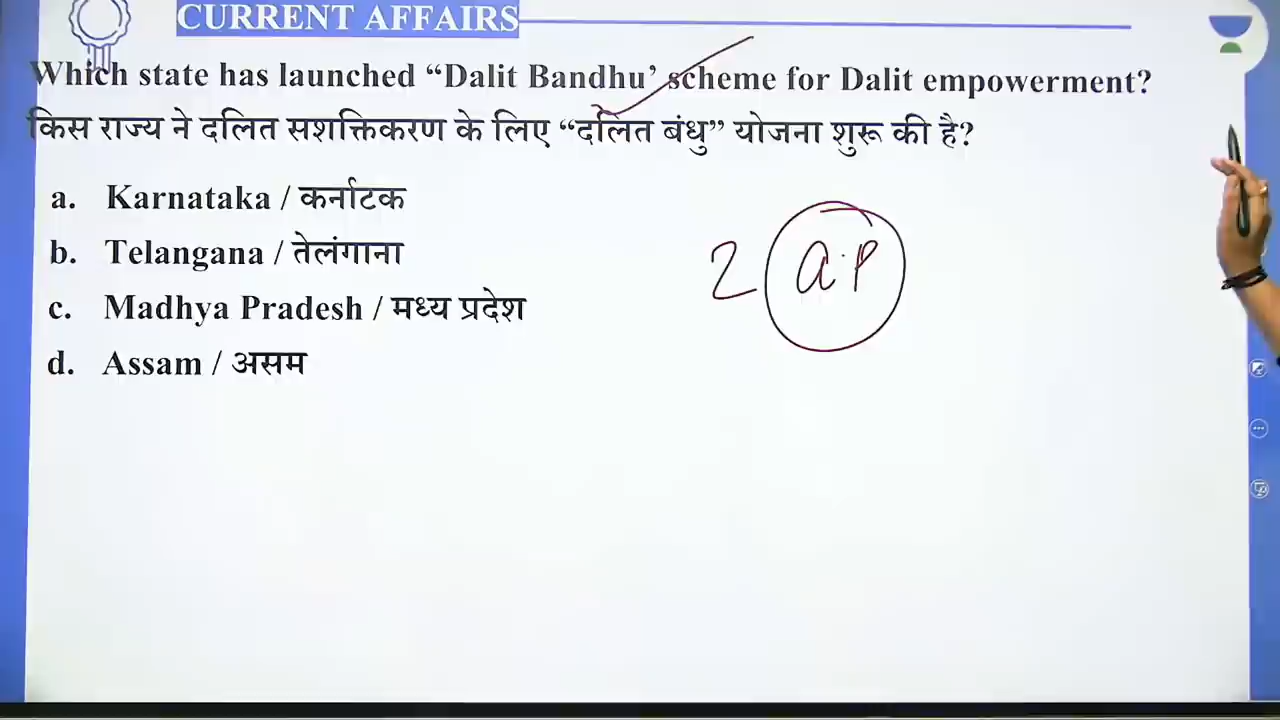 CURRENT AFFAIRS
Which state has launched “Dalit Bandhu’ scheme for Dalit empowerment?
किस राज्य ने दलित सशक्तिकरण के लिए “दलित बंधु” योजना शुरू की है?
a. Karnataka / कर्नाटक
b. Telangana / तेलंगाना
2 a.P
c. Madhya Pradesh / मध्य प्रदेश
d. Assam / असम